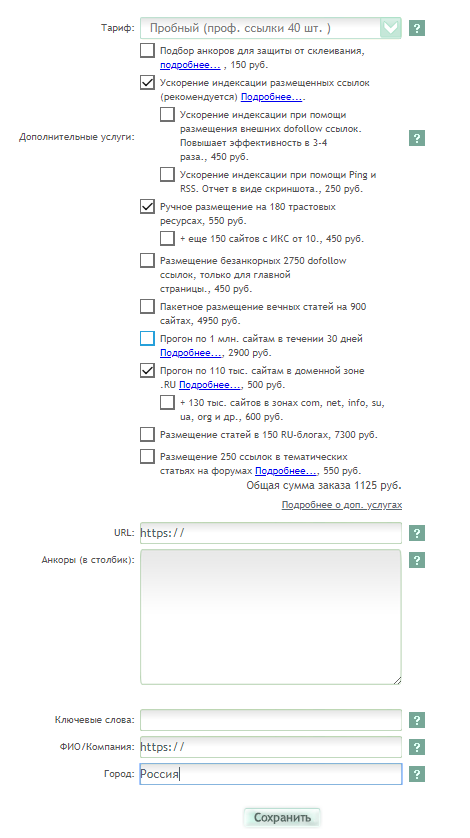 Тариф: Пробный (проф. ссылки 40 шт. ) ?
Подбор анкоров для защиты от склеивания,
подробнее... , 150 руб.
Ускорение индексации размещенных ссылок
(рекомендуется) Подробнее....
Ускорение индексации при помощи
размещения внешних dofollow ссылок.
Дополнительные услуги: ?
Повышает эффективность в 3-4
раза., 450 руб.
Ускорение индексации при помощи Ping и
RSS. Отчет в виде скриншота., 250 руб.
Ручное размещение на 180 трастовых
ресурсах, 550 руб.
+ еще 150 сайтов с ИКС от 10., 450 руб.
Размещение безанкорных 2750 dofollow
ссылок, только для главной
страницы., 450 руб.
Пакетное размещение вечных статей на 900
сайтах, 4950 руб.
Прогон по 1 млн. сайтам в течении 30 дней
Подробнее..., 2900 руб.
Прогон по 110 тыс. сайтам в доменной зоне
.RU Подробнее..., 500 руб.
+ 130 тыс. сайтов в зонах com, net, info, su,
ua, org и др., 600 руб.
Размещение статей в 150 RU-блогах, 7300 руб.
Размещение 250 ссылок в тематических
статьях на форумах Подробнее..., 550 руб.
Общая сумма заказа 1125 руб.
Подробнее о доп. услугах
URL: https:// ?
Анкоры (в столбик): ?
Ключевые слова: ?
ФИО/Компания: https:// ?
Город: Россия ?
Сохранить